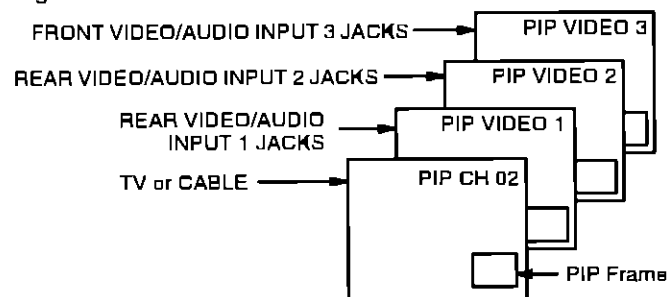 FRONT VIDEO/AUDIO INPUT 3 JACKS
PIP VIDEO 3
REAR VIDEO/AUDIO INPUT 2 JACKS
PIP VIDEO 2
REAR VIDEO/AUDIO
INPUT 1 JACKS
PIP VIDEO 1
TV or CABLE
PIP CH 02
PIP Frame